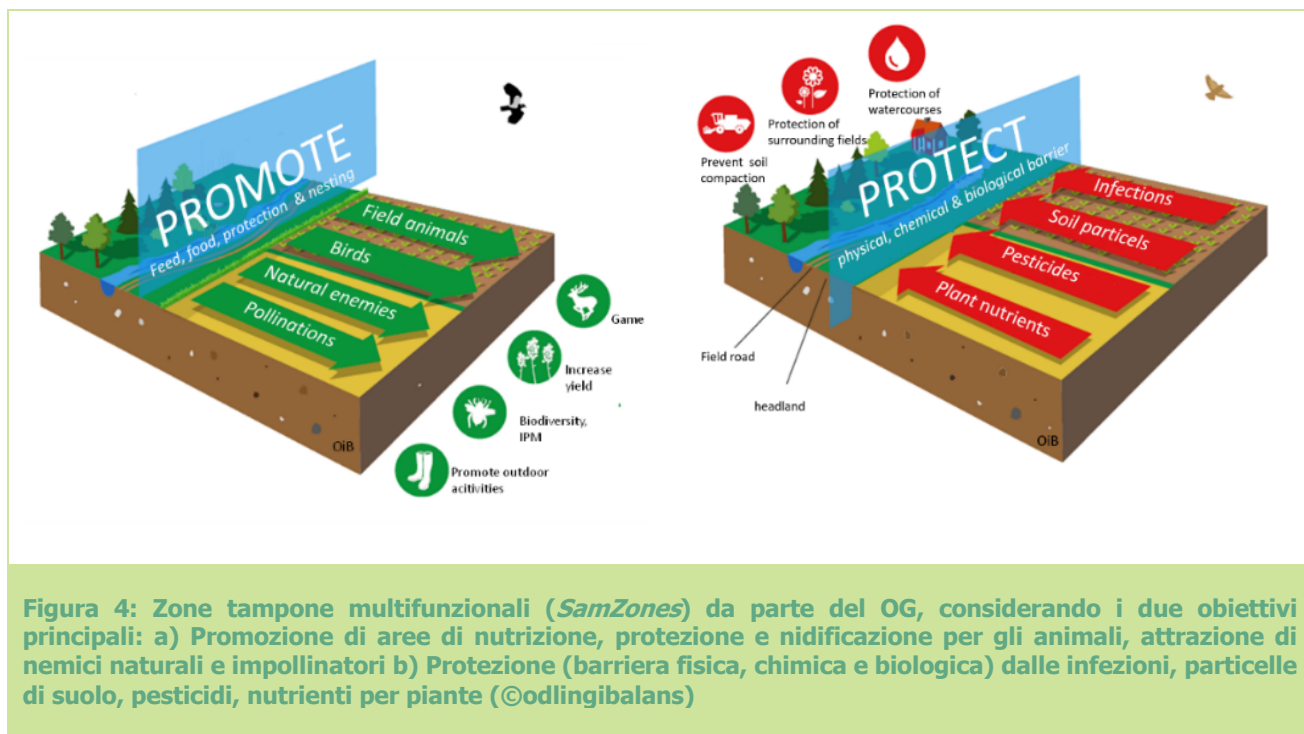 PROMOTE
Feed, food, protection & nesting
Field animals
Birds
Natural enemies
Pollinations
Game
Increase
yield
Biodiversity,
IPM
Promote outdoor
acitivities
OiB
Protection of
watercourses
Protection of
surrounding fields
Prevent soil
compaction
PROTECT
physical, chemical & biological barrier
Infections
Soil particels
Pesticides
Plant nutrients
Field road
headland
OiB
Figura 4: Zone tampone multifunzionali (SamZones) da parte del OG, considerando i due obiettivi
principali: a) Promozione di aree di nutrizione, protezione e nidificazione per gli animali, attrazione di
nemici naturali e impollinatori b) Protezione (barriera fisica, chimica e biologica) dalle infezioni, particelle
di suolo, pesticidi, nutrienti per piante (©odlingibalans)